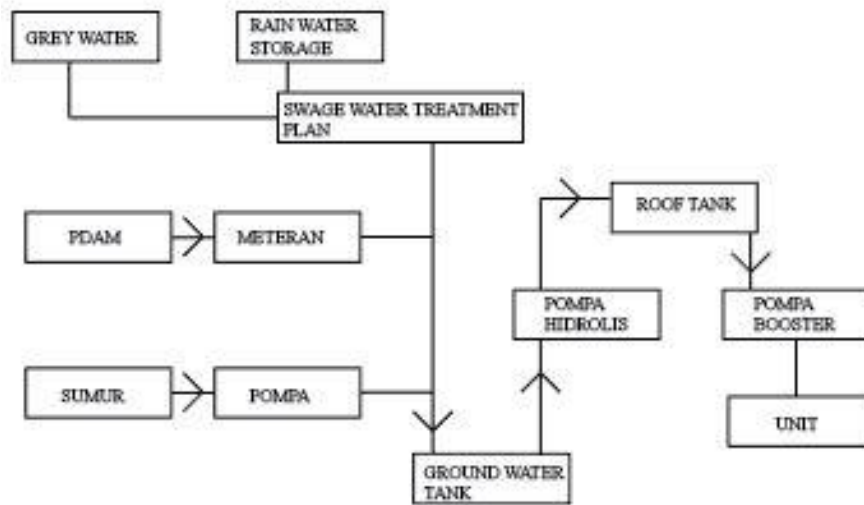 GREY WATER
RAIN WATER
STORAGE
SWAGE WATER TREATMENT
PLAN
PDAM
METERAN
ROOF TANK
POMPA
HIDROLIS
POMPA
BOOSTER
SUMUR
POMPA
UNIT
GROUND WATER
TANK